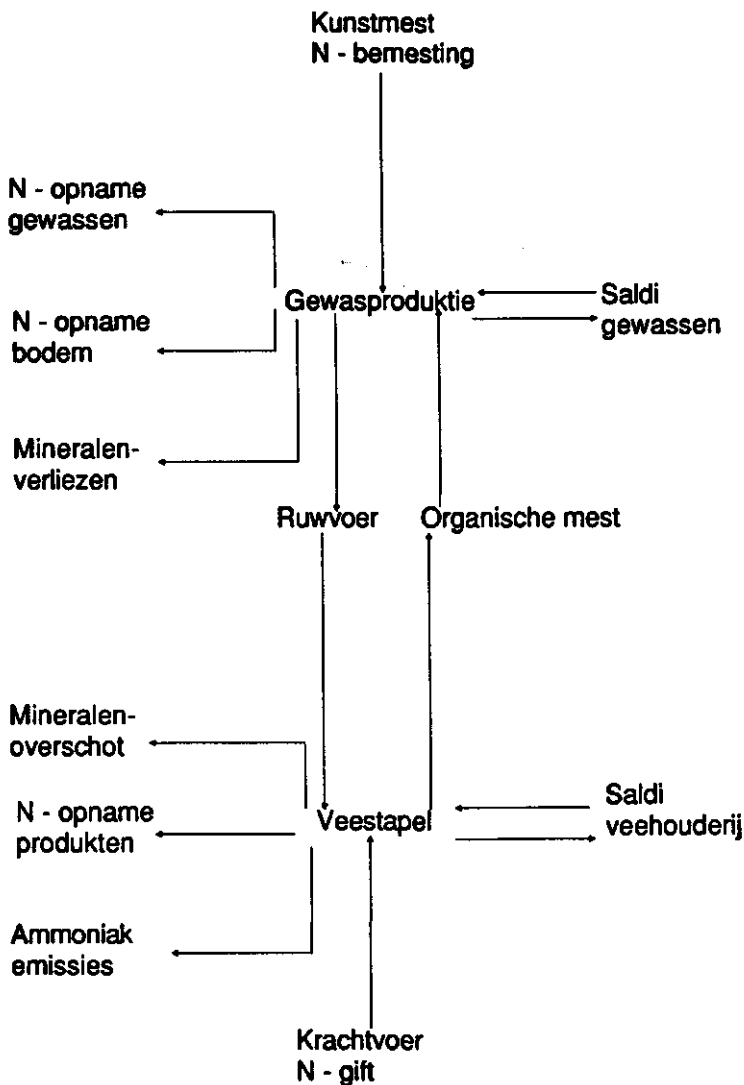 Kunstmest
N - bemesting
N - opname
gewassen
Gewasproduktie
Saldi
gewassen
N - opname
bodem
Mineralen-
verliezen
Ruwvoer
Organische mest
Mineralen-
overschot
N - opname
produkten
Veestapel
Saldi
veehouderij
Ammoniak
emissies
Krachtvoer
N - gift